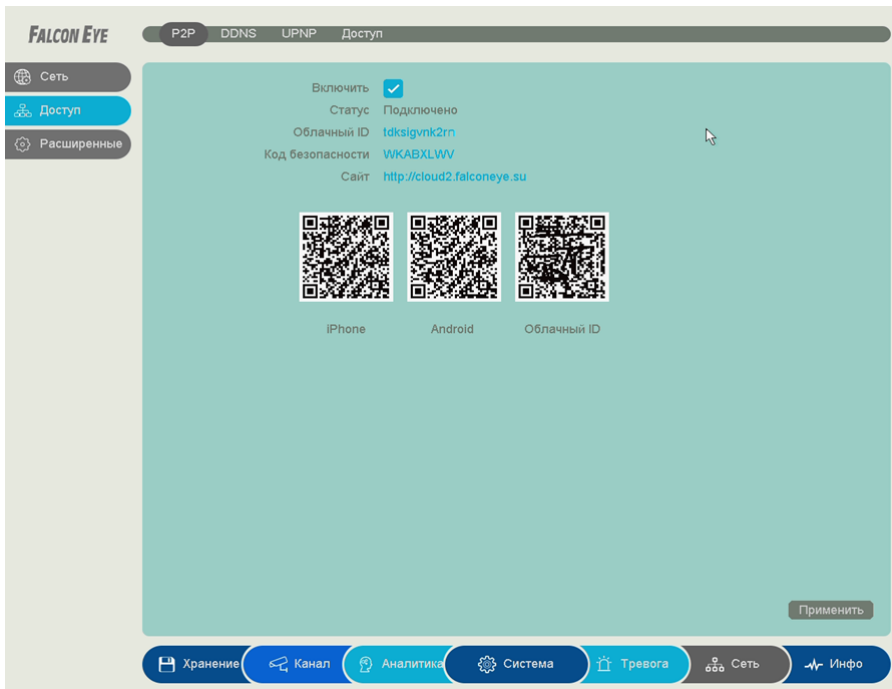 FALCON EYE
P2P DDNS UPNP Доступ
Сеть
Доступ
Расширенные
Включить
Статус Подключено
Облачный ID tdksigvnk2rn
Код безопасности WKABXLWV
Сайт http://cloud2.falconeye.su
iPhone Android Облачный ID
Применить
Хранение Канал Аналитика Система Тревога Сеть Инфо